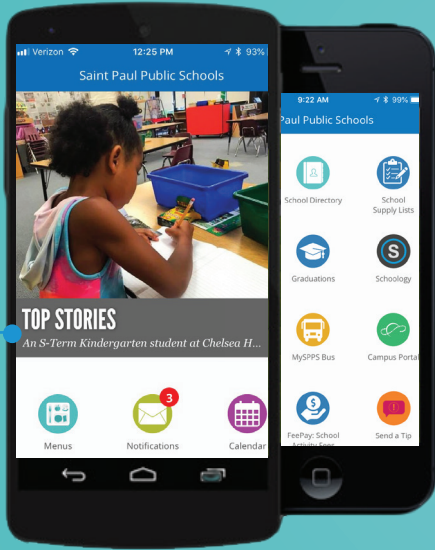 Verizon 12:25 PM 93%
Saint Paul Public Schools
TOP STORIES
An S-Term Kindergarten student at Chelsea H...
3
Menus Notifications Calendar
9:22 AM 99%
Paul Public Schools
School Directory
School
Supply Lists
S
Graduations Schoology
MySPPS Bus Campus Portal
FeePay: School
Activity Fees
Send a Tip